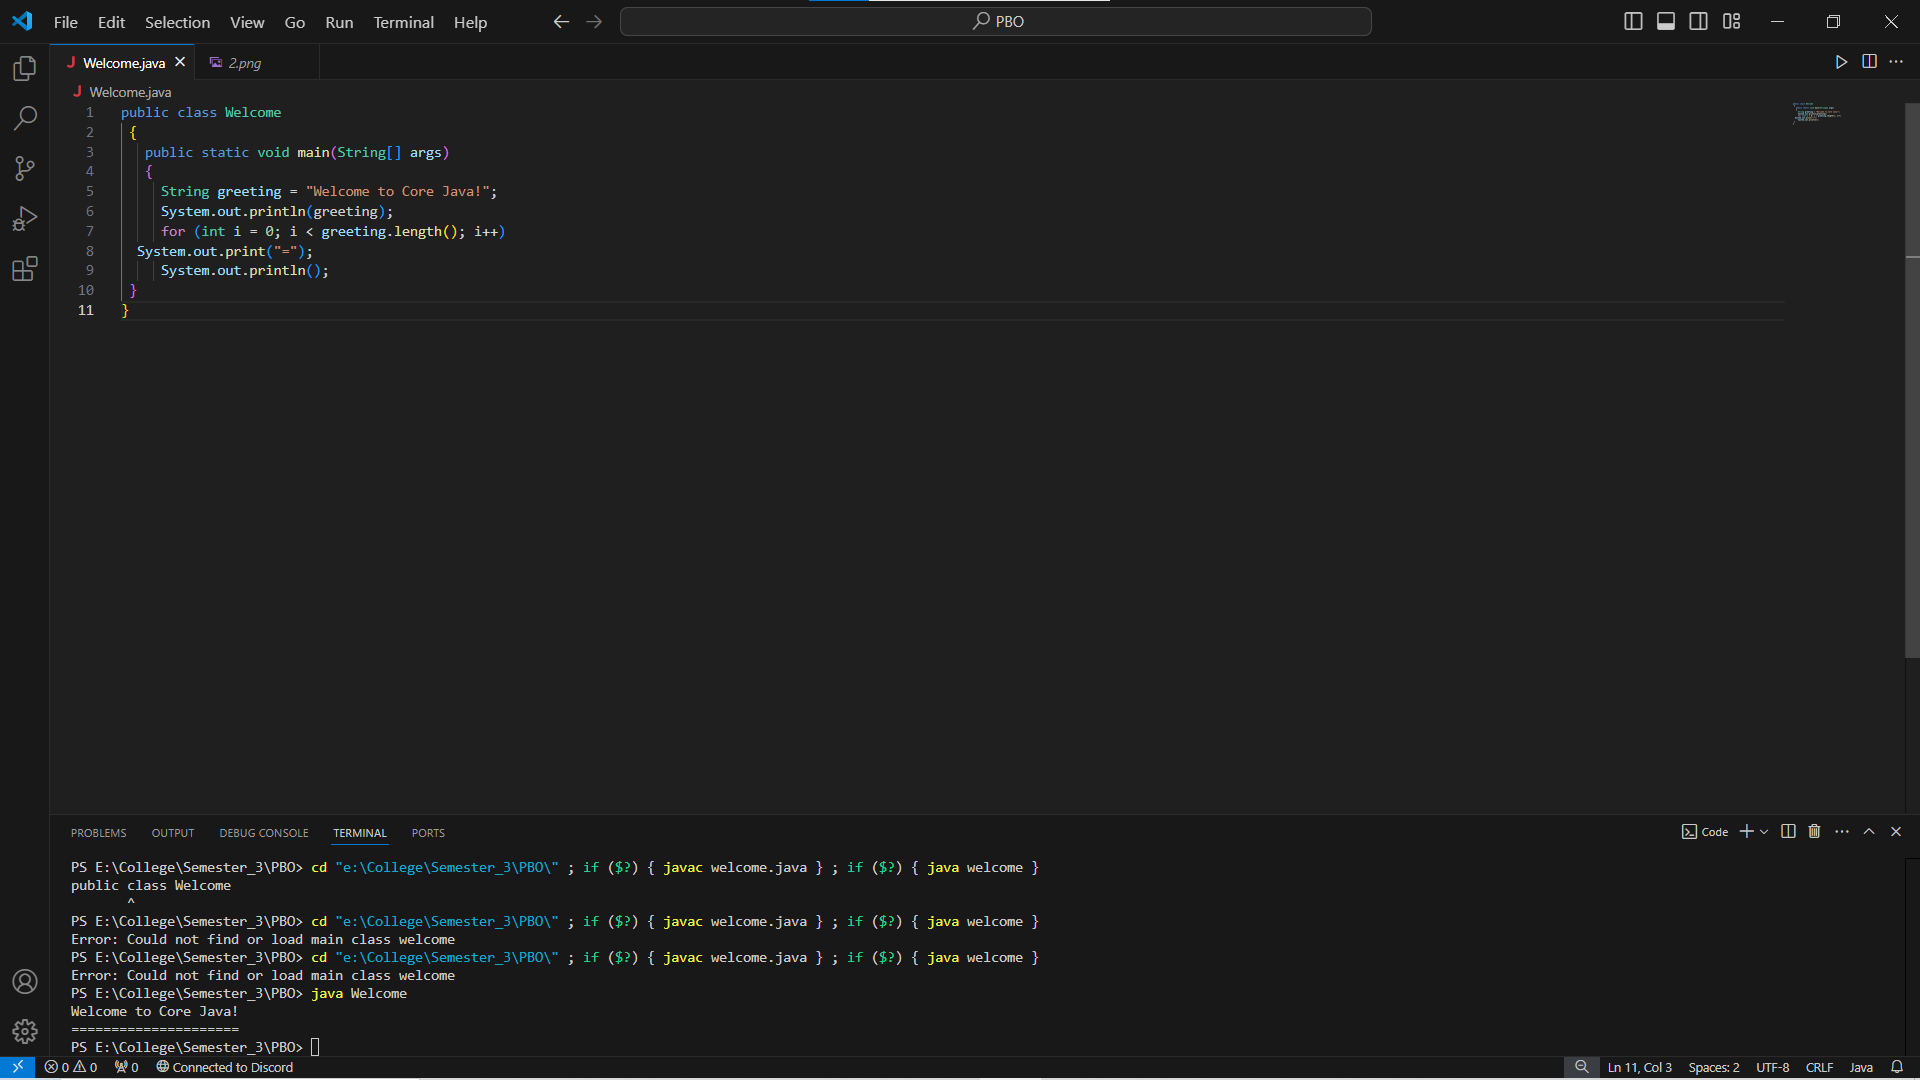 File Edit Selection View Go Run Terminal Help PBO
Welcome.java 2.png
Welcome.java
1 public class Welcome
2 {
3 public static void main(String[] args)
4 {
5 String greeting = "Welcome to Core Java!";
6 System.out.println(greeting);
7 for (int i = 0; i < greeting.length(); i++)
8 System.out.print("=");
9 System.out.println();
10 }
11 }
PROBLEMS OUTPUT DEBUG CONSOLE TERMINAL PORTS Code
PS E:\College\Semester_3\PBO> cd "e:\College\Semester_3\PBO\" ; if ($?) { javac welcome.java } ; if ($?) { java welcome }
public class Welcome
^
PS E:\College\Semester_3\PBO> cd "e:\College\Semester_3\PBO\" ; if ($?) { javac welcome.java } ; if ($?) { java welcome }
Error: Could not find or load main class welcome
PS E:\College\Semester_3\PBO> cd "e:\College\Semester_3\PBO\" ; if ($?) { javac welcome.java } ; if ($?) { java welcome }
Error: Could not find or load main class welcome
PS E:\College\Semester_3\PBO> java Welcome
Welcome to Core Java!
=====================
PS E:\College\Semester_3\PBO>
0 0 0 Connected to Discord Ln 11, Col 3 Spaces: 2 UTF-8 CRLF Java